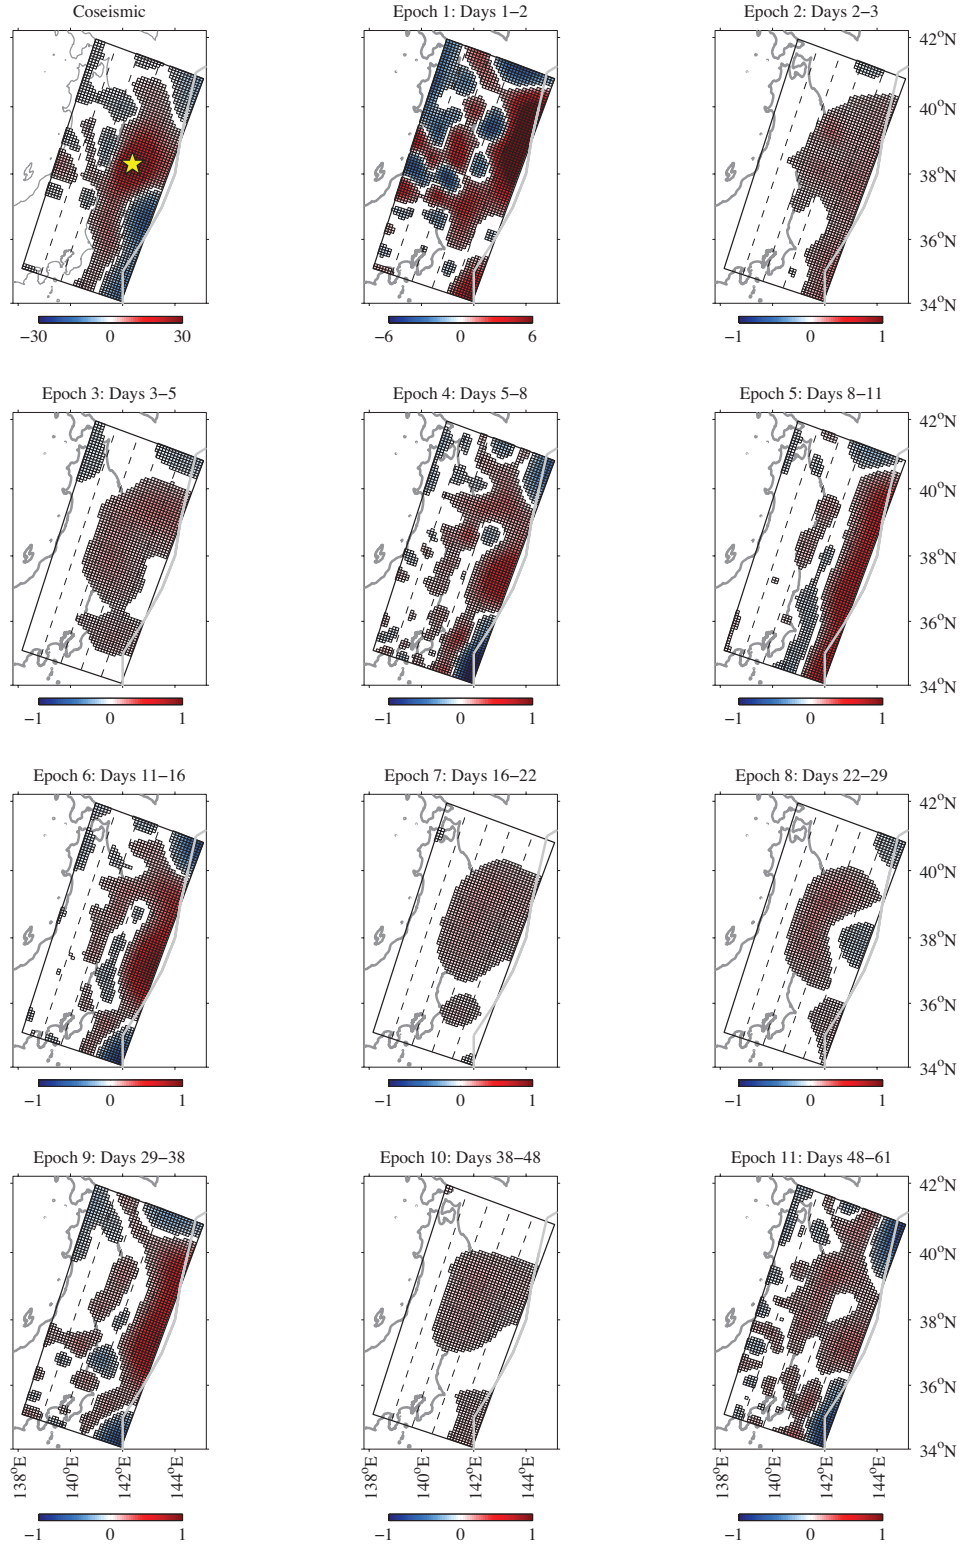 Coseismic
Epoch 1: Days 1−2
Epoch 2: Days 2−3
42°N
40°N
38°N
36°N
34°N
−30 0 30
−6 0 6
−1 0 1
Epoch 3: Days 3−5
Epoch 4: Days 5−8
Epoch 5: Days 8−11
42°N
40°N
38°N
36°N
34°N
−1 0 1
−1 0 1
−1 0 1
Epoch 6: Days 11−16
Epoch 7: Days 16−22
Epoch 8: Days 22−29
42°N
40°N
38°N
36°N
34°N
−1 0 1
−1 0 1
−1 0 1
Epoch 9: Days 29−38
Epoch 10: Days 38−48
Epoch 11: Days 48−61
42°N
40°N
38°N
36°N
34°N
138°E 140°E 142°E 144°E
138°E 140°E 142°E 144°E
138°E 140°E 142°E 144°E
−1 0 1
−1 0 1
−1 0 1